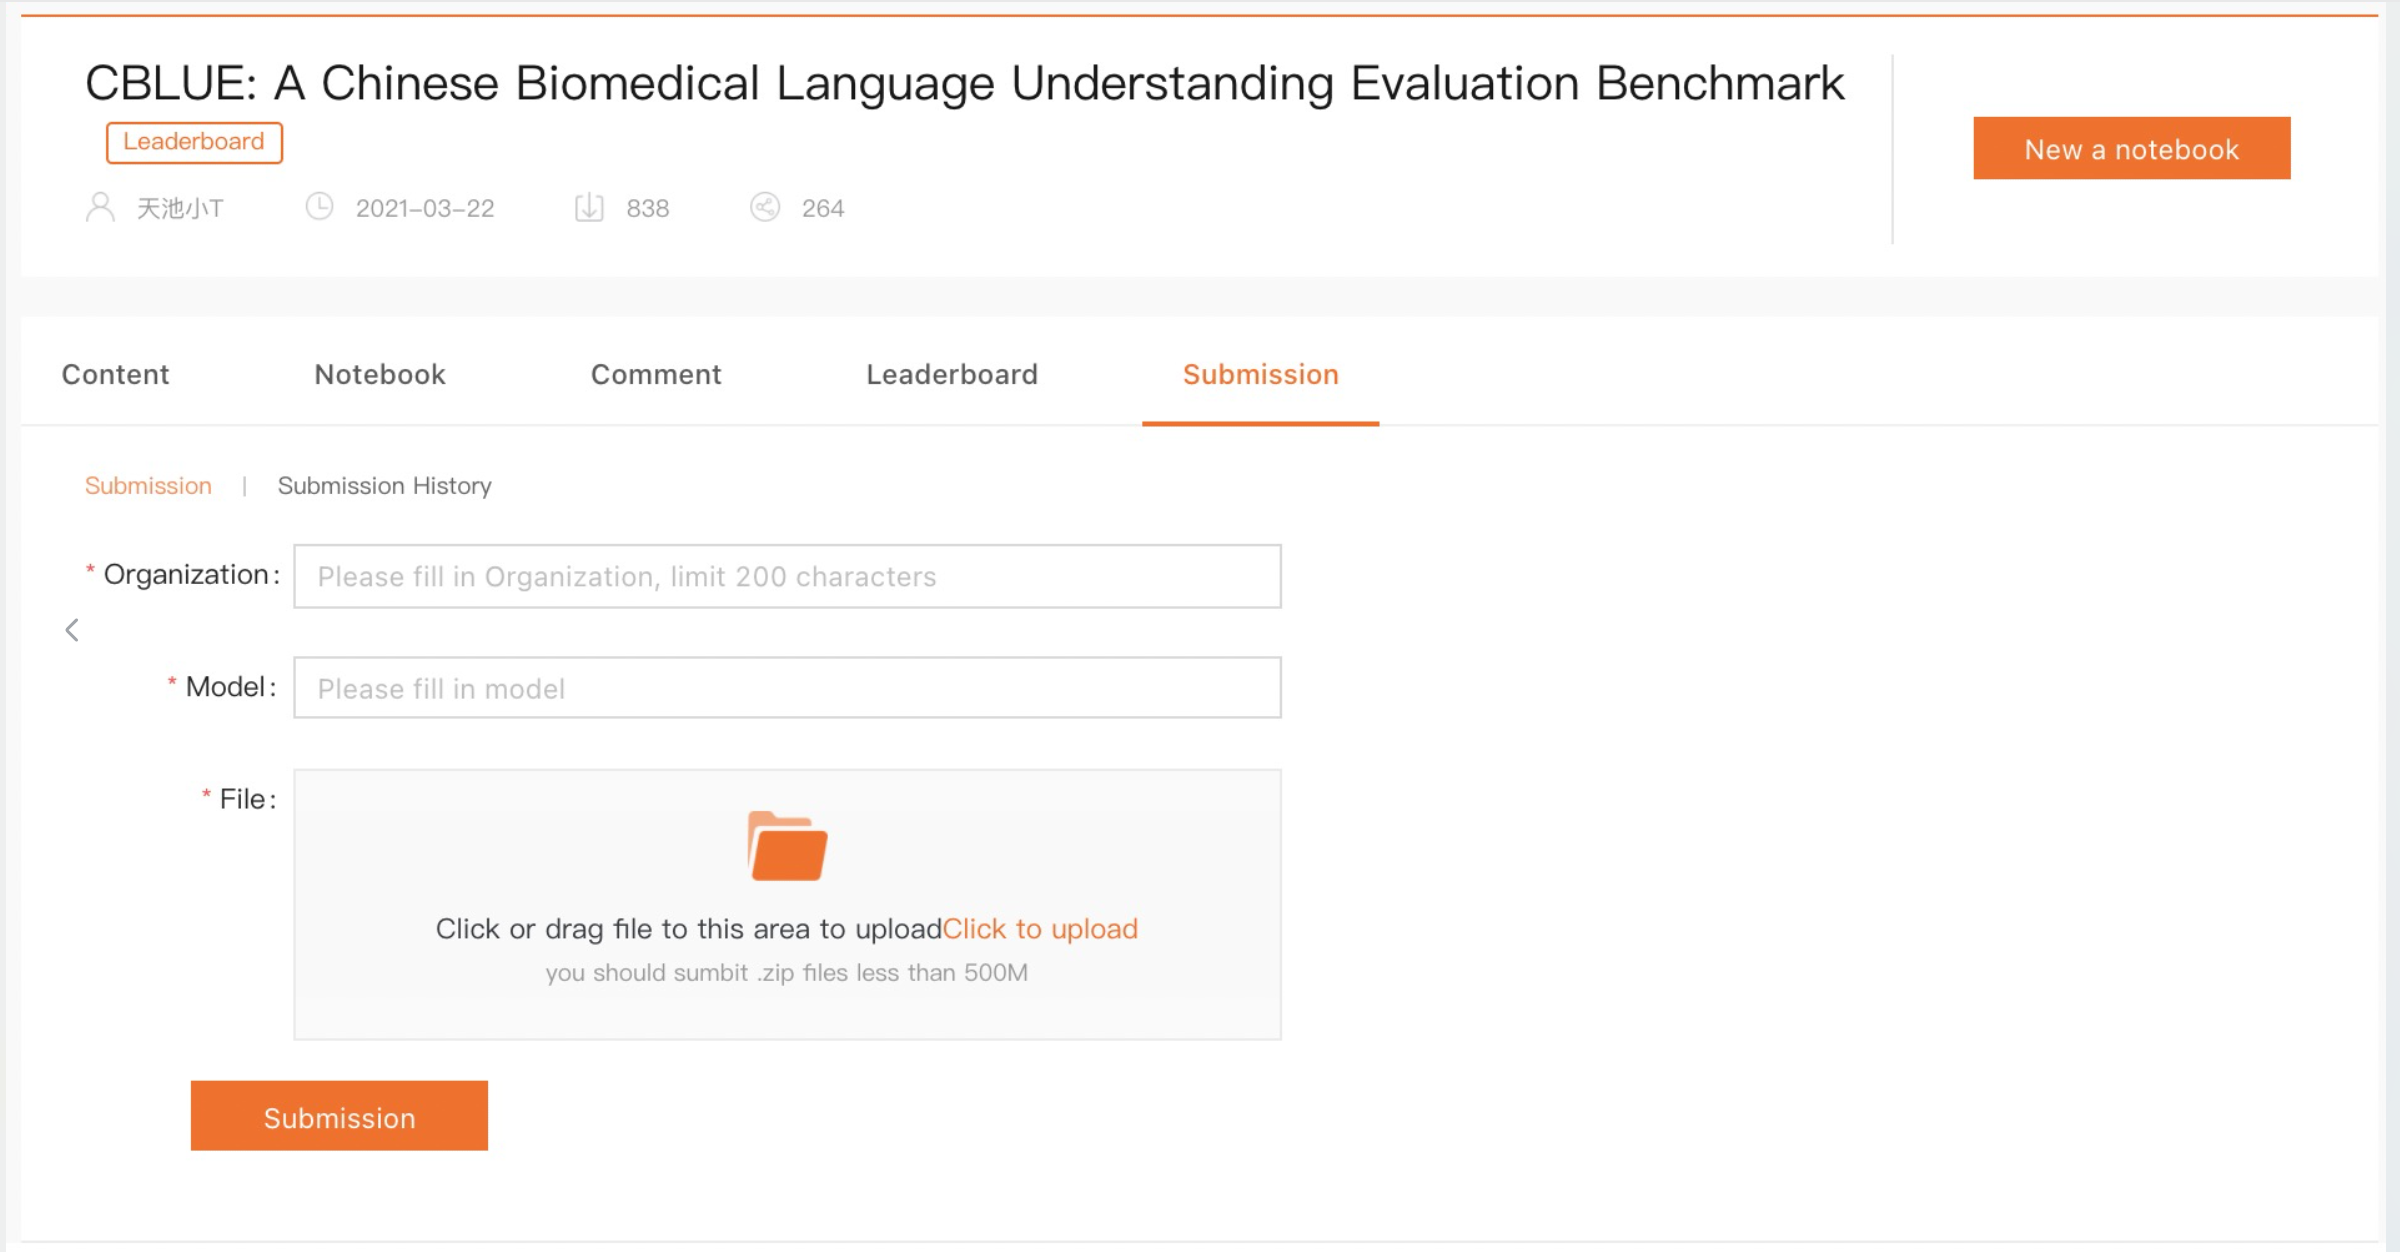 CBLUE: A Chinese Biomedical Language Understanding Evaluation Benchmark
Leaderboard
New a notebook
天池小T 2021-03-22 838 264
Content Notebook Comment Leaderboard Submission
Submission | Submission History
* Organization: Please fill in Organization, limit 200 characters
* Model: Please fill in model
* File:
Click or drag file to this area to uploadClick to upload
you should sumbit .zip files less than 500M
Submission